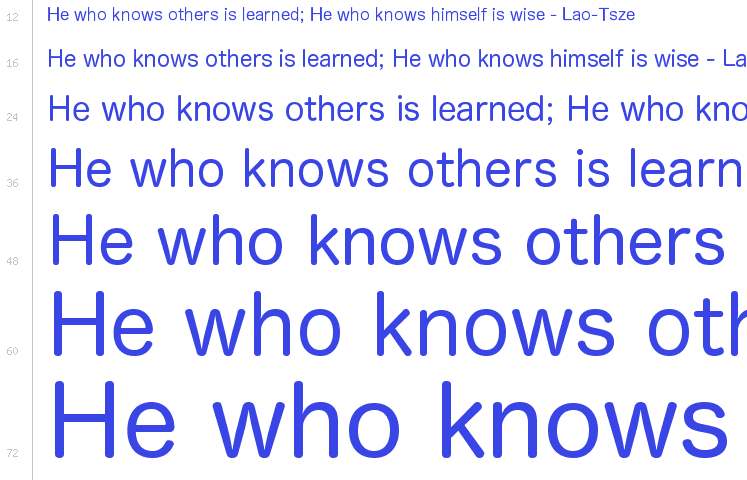 12 He who knows others is learned; He who knows himself is wise - Lao-Tsze
16 He who knows others is learned; He who knows himself is wise - La
24 He who knows others is learned; He who kno
36 He who knows others is learn
48 He who knows others
60 He who knows oth
72 He who knows